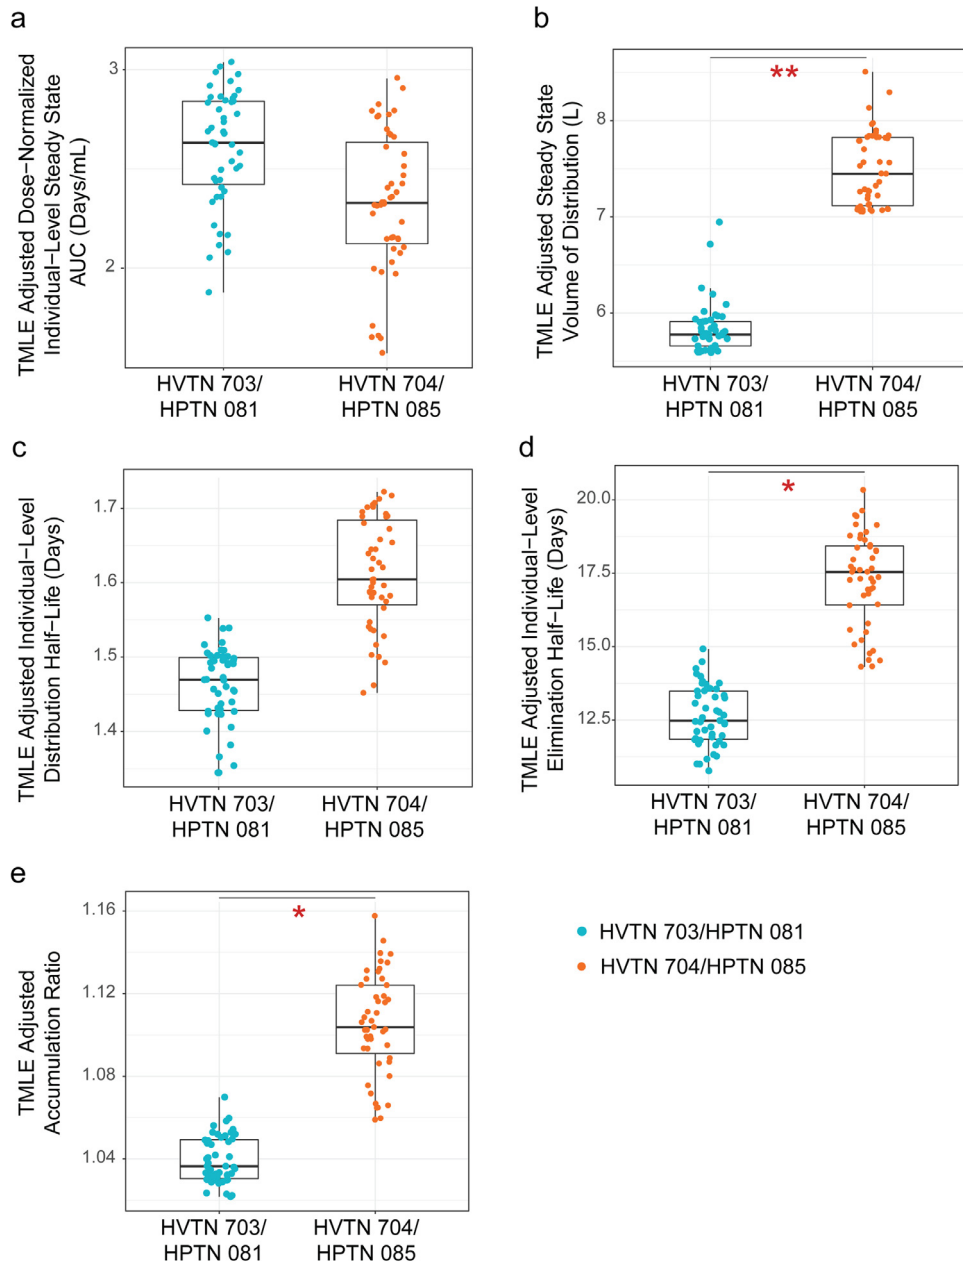 a
TMLE Adjusted Dose−Normalized
Individual−Level Steady State
AUC (Days/mL)
3
2
HVTN 703/
HPTN 081
HVTN 704/
HPTN 085
b
TMLE Adjusted Steady State
Volume of Distribution (L)
**
8
7
6
HVTN 703/
HPTN 081
HVTN 704/
HPTN 085
c
TMLE Adjusted Individual−Level
Distribution Half−Life (Days)
1.7
1.6
1.5
1.4
HVTN 703/
HPTN 081
HVTN 704/
HPTN 085
d
TMLE Adjusted Individual−Level
Elimination Half−Life (Days)
*
20.0
17.5
15.0
12.5
HVTN 703/
HPTN 081
HVTN 704/
HPTN 085
e
TMLE Adjusted
Accumulation Ratio
*
1.16
1.12
1.08
1.04
HVTN 703/
HPTN 081
HVTN 704/
HPTN 085
HVTN 703/HPTN 081
HVTN 704/HPTN 085